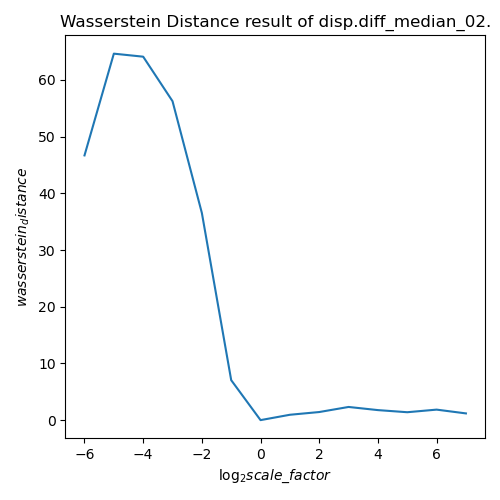 Wasserstein Distance result of disp.diff_median_02.
60
50
40
30
20
10
0
wasserstein_distance
−6 −4 −2 0 2 4 6
log₂scale_factor